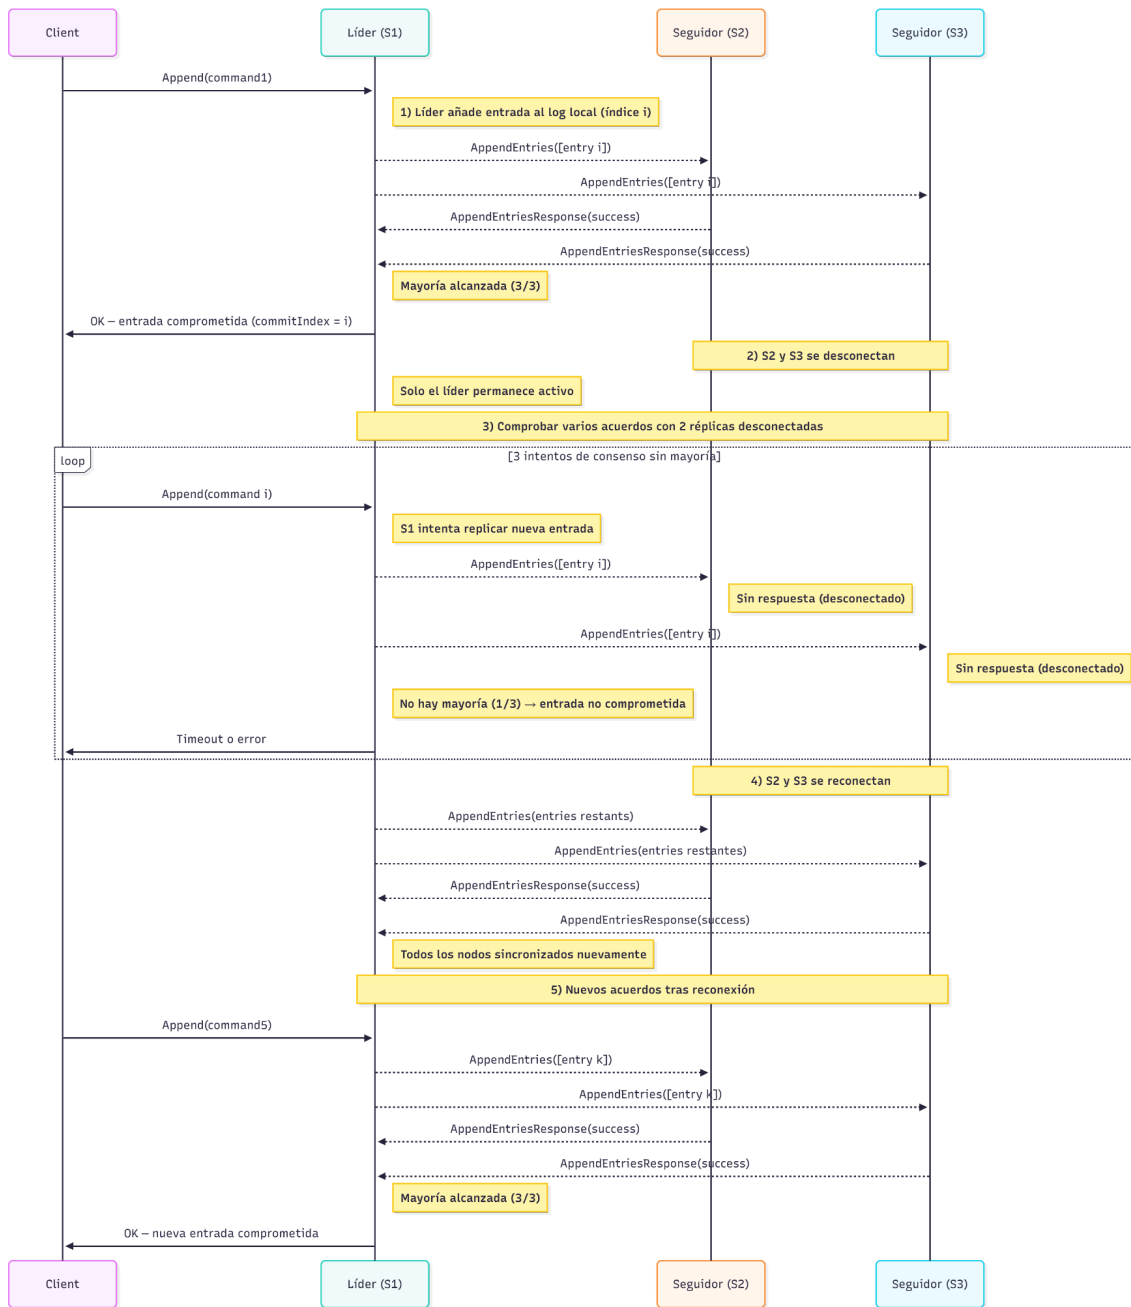 Client
Líder (S1)
Seguidor (S2)
Seguidor (S3)
Append(command1)
1) Líder añade entrada al log local (índice i)
AppendEntries([entry i])
AppendEntries([entry i])
AppendEntriesResponse(success)
AppendEntriesResponse(success)
Mayoría alcanzada (3/3)
OK — entrada comprometida (commitIndex = i)
2) S2 y S3 se desconectan
Solo el líder permanece activo
3) Comprobar varios acuerdos con 2 réplicas desconectadas
loop
[3 intentos de consenso sin mayoría]
Append(command i)
S1 intenta replicar nueva entrada
AppendEntries([entry i])
Sin respuesta (desconectado)
AppendEntries([entry i])
Sin respuesta (desconectado)
No hay mayoría (1/3) → entrada no comprometida
Timeout o error
4) S2 y S3 se reconectan
AppendEntries(entries restants)
AppendEntries(entries restantes)
AppendEntriesResponse(success)
AppendEntriesResponse(success)
Todos los nodos sincronizados nuevamente
5) Nuevos acuerdos tras reconexión
Append(command5)
AppendEntries([entry k])
AppendEntries([entry k])
AppendEntriesResponse(success)
AppendEntriesResponse(success)
Mayoría alcanzada (3/3)
OK — nueva entrada comprometida
Client
Líder (S1)
Seguidor (S2)
Seguidor (S3)